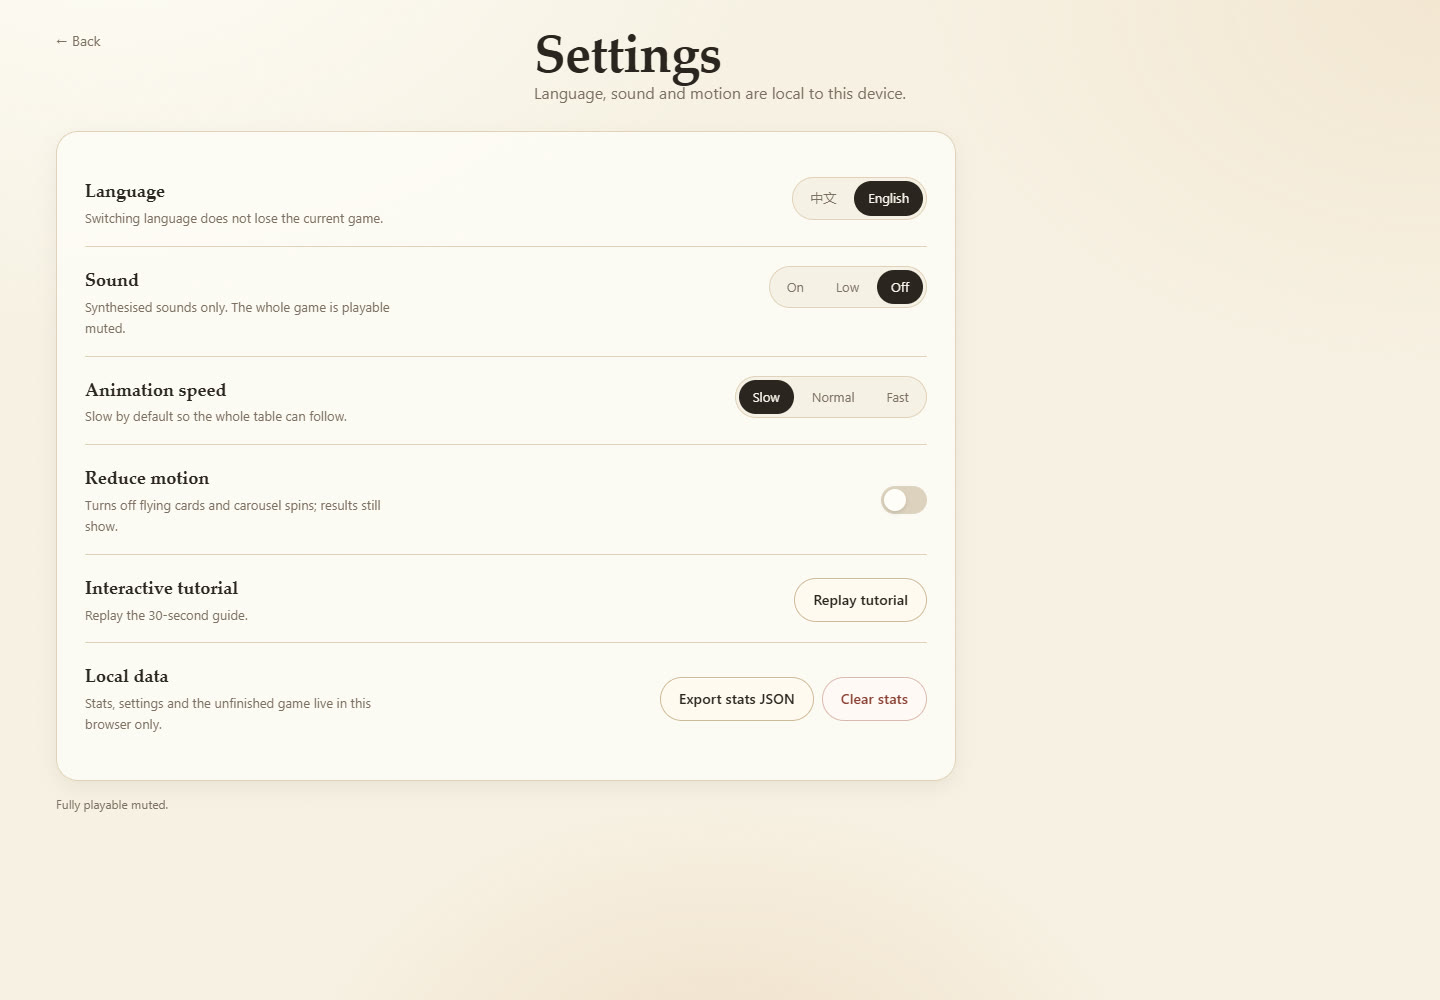 ← Back
Settings
Language, sound and motion are local to this device.
Language
Switching language does not lose the current game.
中文 English
Sound
Synthesised sounds only. The whole game is playable
muted.
On Low Off
Animation speed
Slow by default so the whole table can follow.
Slow Normal Fast
Reduce motion
Turns off flying cards and carousel spins; results still
show.
Interactive tutorial
Replay the 30-second guide.
Replay tutorial
Local data
Stats, settings and the unfinished game live in this
browser only.
Export stats JSON Clear stats
Fully playable muted.